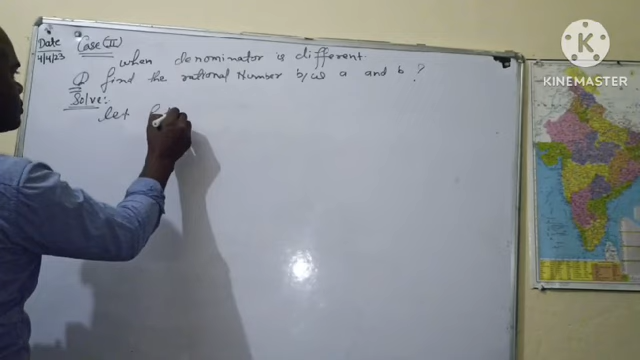 Date Case (II)
4/4/23 when denominator is different.
Q find the rational Number b/w a and b ?
Solve:
let
KINEMASTER